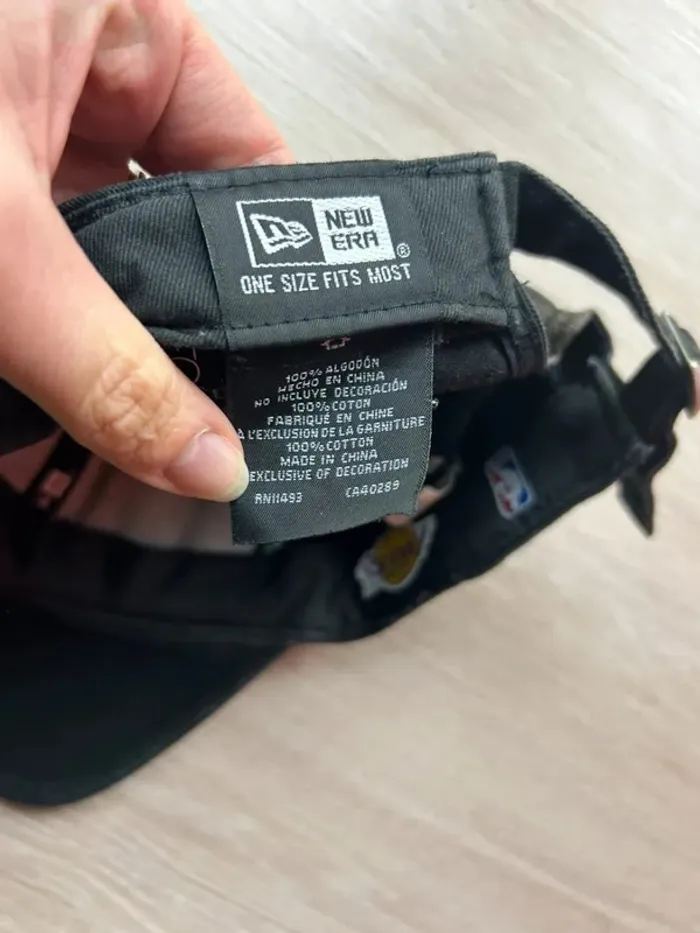 NEW
ERA
®
ONE SIZE FITS MOST
100% ALGODÓN
HECHO EN CHINA
NO INCLUYE DECORACIÓN
100% COTON
FABRIQUÉ EN CHINE
A L'EXCLUSION DE LA GARNITURE
100% COTTON
MADE IN CHINA
EXCLUSIVE OF DECORATION
RN11493 CA40289